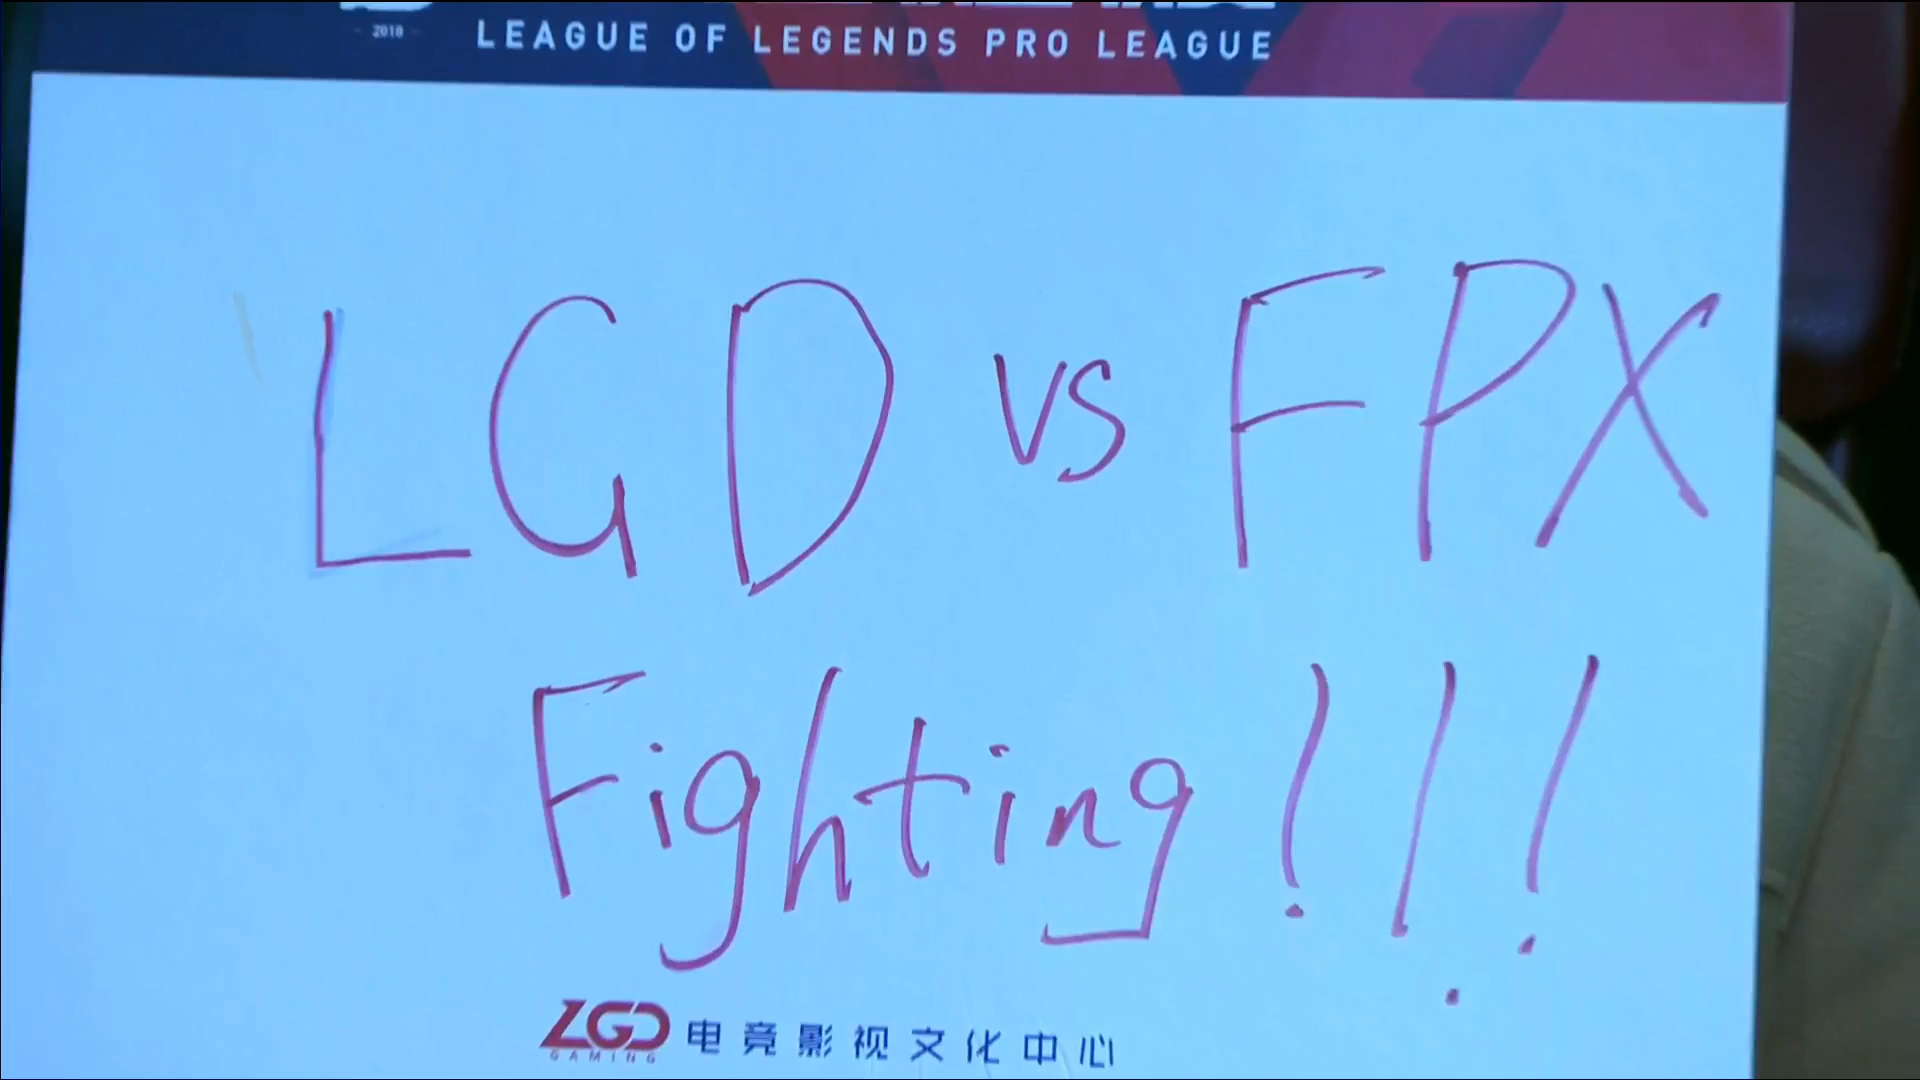 2018
LEAGUE OF LEGENDS PRO LEAGUE
LGD vs FPX
Fighting!!!
LGD GAMING 电竞影视文化中心